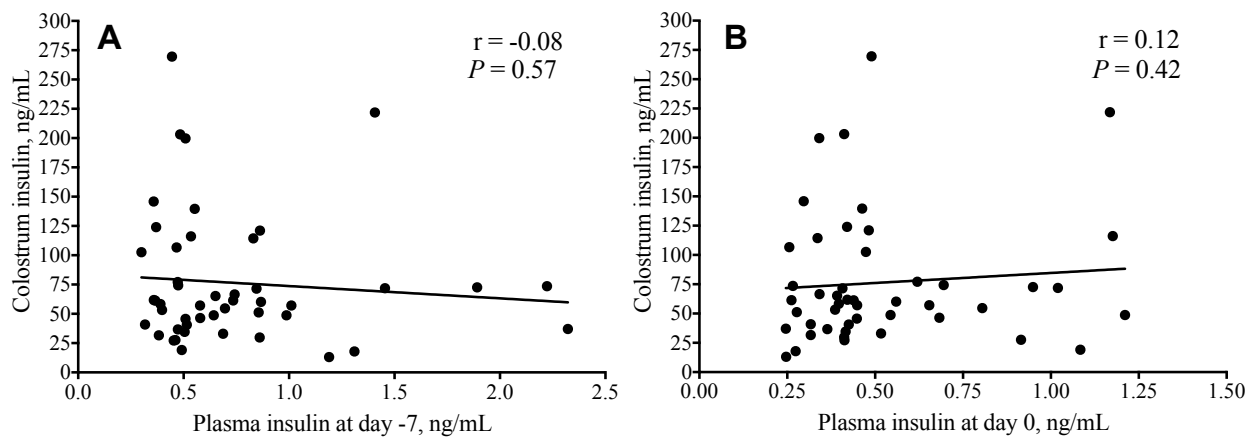 A
r = -0.08
P = 0.57
Colostrum insulin, ng/mL
300
275
250
225
200
175
150
125
100
75
50
25
0
0.0 0.5 1.0 1.5 2.0 2.5
Plasma insulin at day -7, ng/mL
B
r = 0.12
P = 0.42
Colostrum insulin, ng/mL
300
275
250
225
200
175
150
125
100
75
50
25
0
0.00 0.25 0.50 0.75 1.00 1.25 1.50
Plasma insulin at day 0, ng/mL